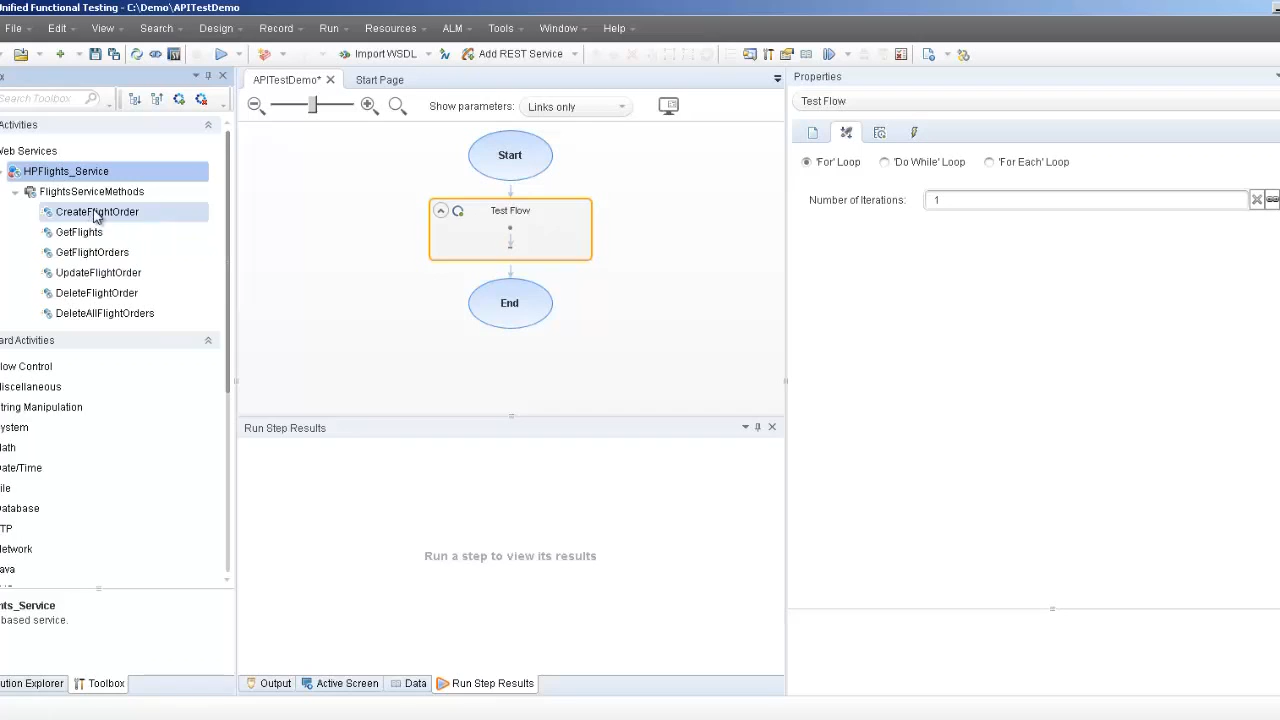 Unified Functional Testing - C:\Demo\APITestDemo
File Edit View Search Design Record Run Resources ALM Tools Window Help
Import WSDL Add REST Service
Search Toolbox
Activities
Web Services
HPFlights_Service
FlightsServiceMethods
CreateFlightOrder
GetFlights
GetFlightOrders
UpdateFlightOrder
DeleteFlightOrder
DeleteAllFlightOrders
ard Activities
low Control
iscellaneous
tring Manipulation
ystem
ath
ate/Time
ile
atabase
TP
etwork
ava
hts_Service
based service.
ution Explorer Toolbox
APITestDemo* Start Page
Show parameters: Links only
Start
Test Flow
End
Run Step Results
Run a step to view its results
Output Active Screen Data Run Step Results
Properties
Test Flow
'For' Loop 'Do While' Loop 'For Each' Loop
Number of Iterations: 1